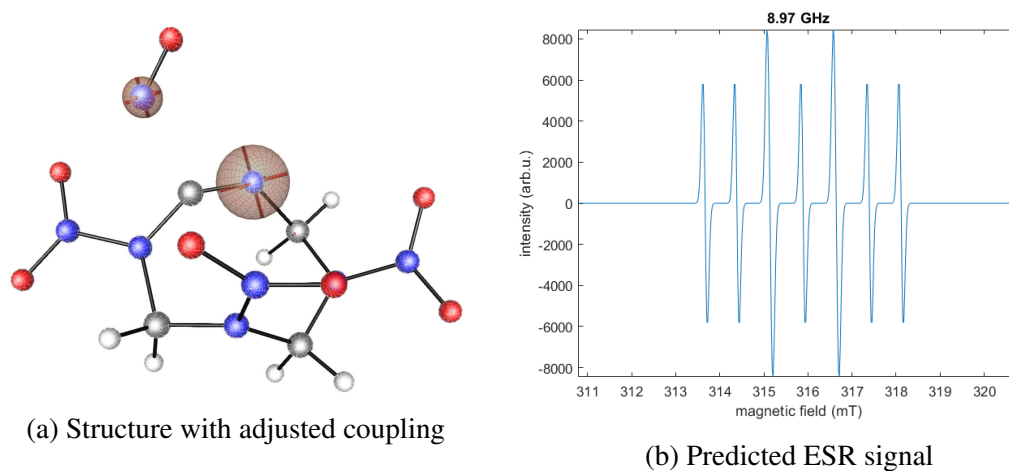 8.97 GHz
intensity (arb.u.)
8000
6000
4000
2000
0
-2000
-4000
-6000
-8000
311 312 313 314 315 316 317 318 319 320
magnetic field (mT)
(a) Structure with adjusted coupling
(b) Predicted ESR signal